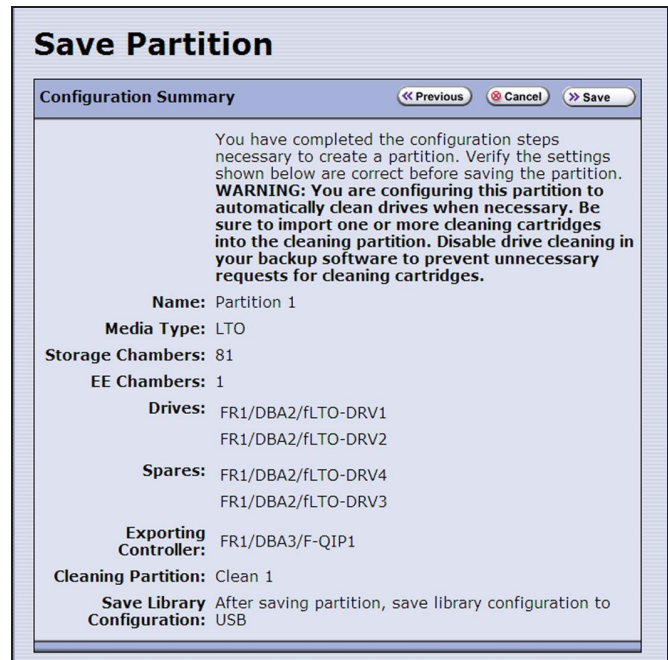 Save Partition
Configuration Summary
Previous
Cancel
Save
You have completed the configuration steps
necessary to create a partition. Verify the settings
shown below are correct before saving the partition.
WARNING: You are configuring this partition to
automatically clean drives when necessary. Be
sure to import one or more cleaning cartridges
into the cleaning partition. Disable drive cleaning in
your backup software to prevent unnecessary
requests for cleaning cartridges.
Name: Partition 1
Media Type: LTO
Storage Chambers: 81
EE Chambers: 1
Drives: FR1/DBA2/fLTO-DRV1
FR1/DBA2/fLTO-DRV2
Spares: FR1/DBA2/fLTO-DRV4
FR1/DBA2/fLTO-DRV3
Exporting
Controller: FR1/DBA3/F-QIP1
Cleaning Partition: Clean 1
Save Library After saving partition, save library configuration to
Configuration: USB